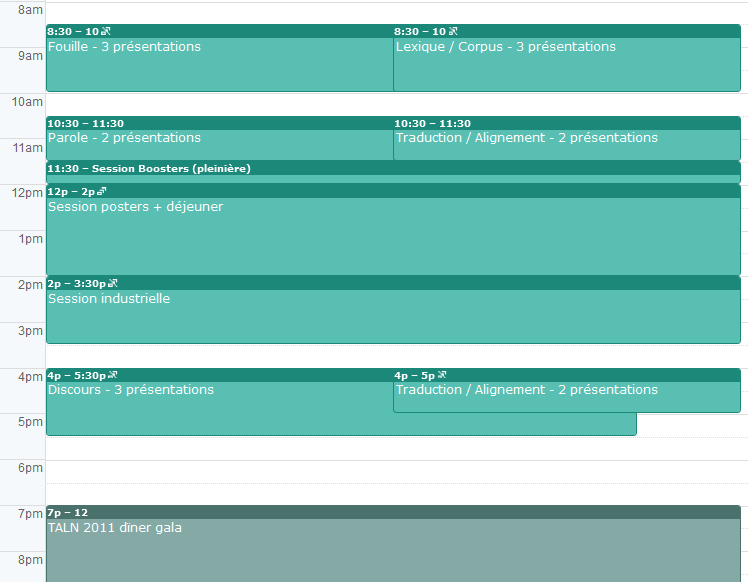 8am
8:30 – 10
8:30 – 10
Fouille - 3 présentations
Lexique / Corpus - 3 présentations
9am
10am
10:30 – 11:30
10:30 – 11:30
Parole - 2 présentations
Traduction / Alignement - 2 présentations
11am
11:30 – Session Boosters (pleinière)
12pm
12p – 2p
Session posters + déjeuner
1pm
2pm
2p – 3:30p
Session industrielle
3pm
4pm
4p – 5:30p
4p – 5p
Discours - 3 présentations
Traduction / Alignement - 2 présentations
5pm
6pm
7pm
7p – 12
TALN 2011 diner gala
8pm